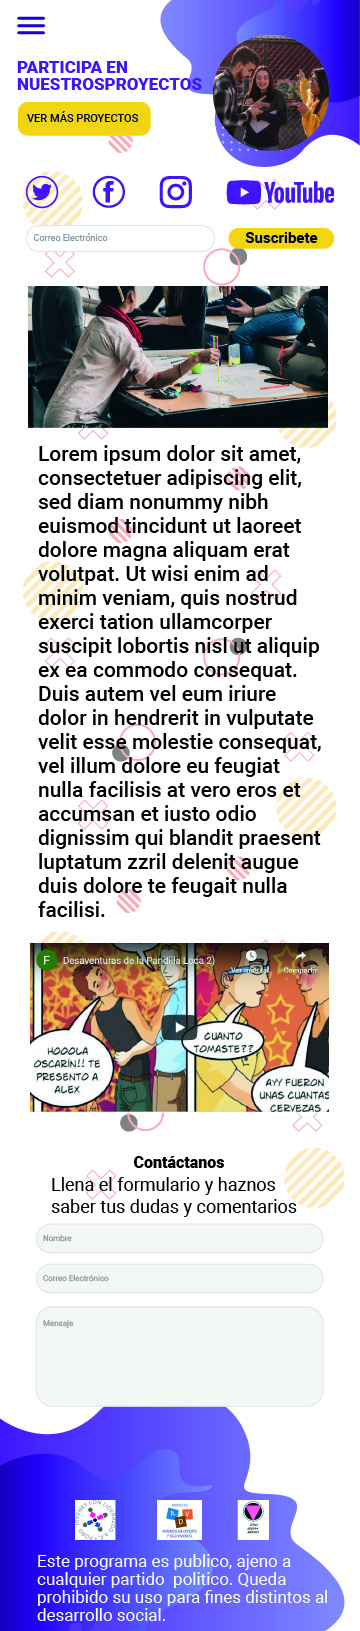 PARTICIPA EN
NUESTROSPROYECTOS
VER MÁS PROYECTOS
YouTube
Correo Electrónico
Suscribete
Lorem ipsum dolor sit amet,
consectetuer adipiscing elit,
sed diam nonummy nibh
euismod tincidunt ut laoreet
dolore magna aliquam erat
volutpat. Ut wisi enim ad
minim veniam, quis nostrud
exerci tation ullamcorper
suscipit lobortis nisl ut aliquip
ex ea commodo consequat.
Duis autem vel eum iriure
dolor in hendrerit in vulputate
velit esse molestie consequat,
vel illum dolore eu feugiat
nulla facilisis at vero eros et
accumsan et iusto odio
dignissim qui blandit praesent
luptatum zzril delenit augue
duis dolore te feugait nulla
facilisi.
F
Desaventuras de la Pandilla Loca 2)
Ver más tal...
Compartir
HOOOLA
OSCARÍN!! TE
PRESENTO A
ALEX
CUANTO
TOMASTE??
AYY FUERON
UNAS CUANTAS
CERVEZAS
Contáctanos
Llena el formulario y haznos
saber tus dudas y comentarios
Nombre
Correo Electrónico
Mensaje
Este programa es publico, ajeno a
cualquier partido politico. Queda
prohibido su uso para fines distintos al
desarrollo social.